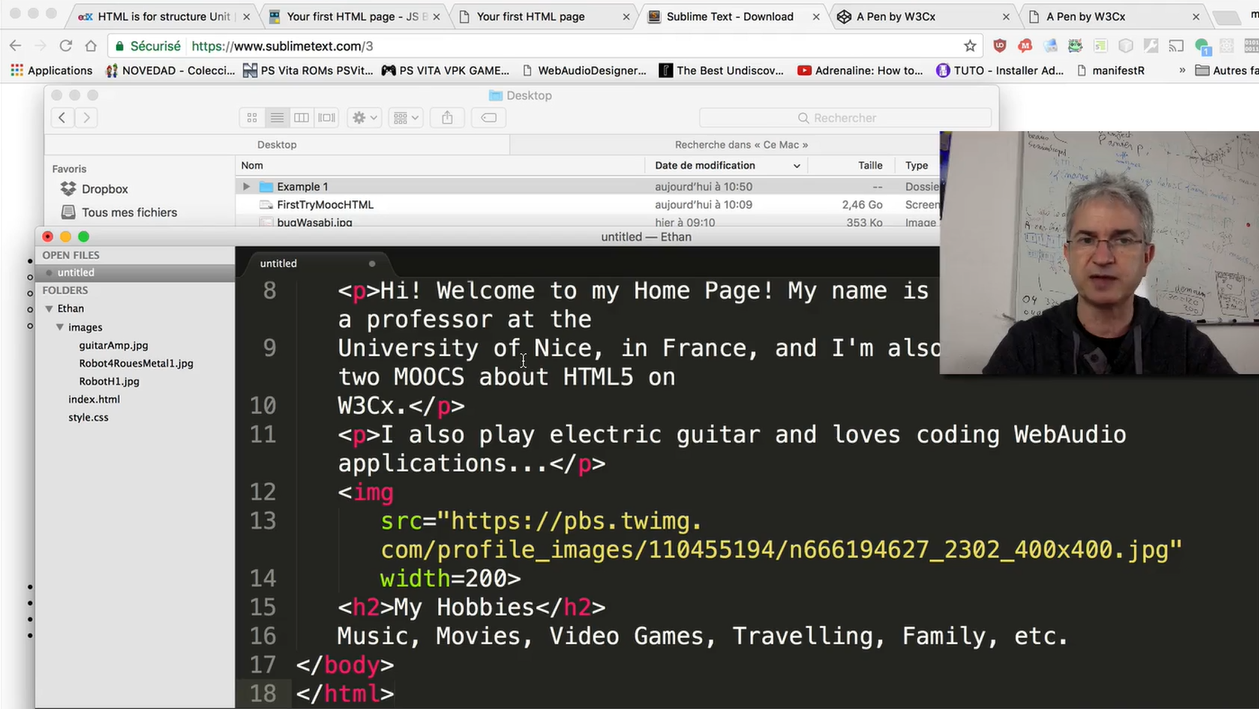 HTML is for structure Unit
Your first HTML page - JS B
Your first HTML page
Sublime Text - Download
A Pen by W3Cx
A Pen by W3Cx
Sécurisé https://www.sublimetext.com/3
Applications
NOVEDAD - Colecci...
PS Vita ROMs PSVit...
PS VITA VPK GAME...
WebAudioDesigner...
The Best Undiscov...
Adrenaline: How to...
TUTO - Installer Ad...
manifestR
»
Autres fa
Desktop
Rechercher
Desktop
Recherche dans « Ce Mac »
Favoris
Dropbox
Tous mes fichiers
Nom
Date de modification
Taille
Type
Example 1
aujourd'hui à 10:50
--
Dossie
FirstTryMoocHTML
aujourd'hui à 10:09
2,46 Go
Screen
bugWasabi.jpg
hier à 09:10
353 Ko
Image
untitled — Ethan
OPEN FILES
untitled
FOLDERS
Ethan
images
guitarAmp.jpg
Robot4RouesMetal1.jpg
RobotH1.jpg
index.html
style.css
untitled
8 <p>Hi! Welcome to my Home Page! My name is
a professor at the
9 University of Nice, in France, and I'm also
two MOOCS about HTML5 on
10 W3Cx.</p>
11 <p>I also play electric guitar and loves coding WebAudio
applications...</p>
12 <img
13 src="https://pbs.twimg.
com/profile_images/110455194/n666194627_2302_400x400.jpg"
14 width=200>
15 <h2>My Hobbies</h2>
16 Music, Movies, Video Games, Travelling, Family, etc.
17 </body>
18 </html>